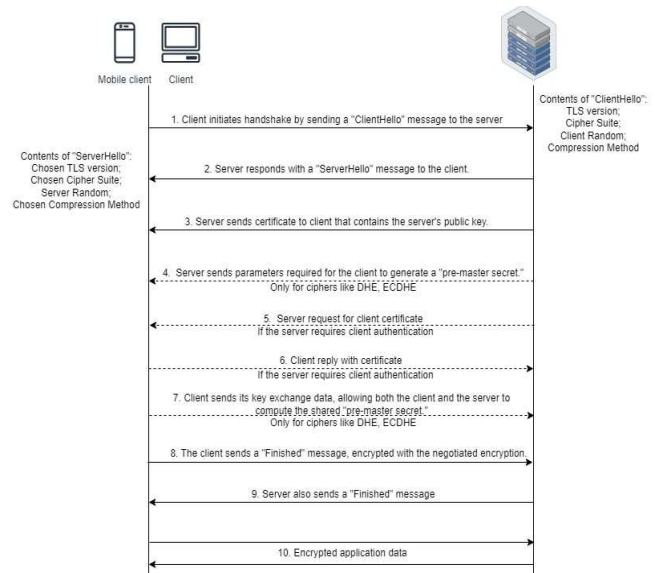 Mobile client
Client
Contents of "ClientHello":
TLS version;
Cipher Suite;
Client Random;
Compression Method
1. Client initiates handshake by sending a "ClientHello" message to the server
Contents of "ServerHello":
Chosen TLS version;
Chosen Cipher Suite;
Server Random;
Chosen Compression Method
2. Server responds with a "ServerHello" message to the client.
3. Server sends certificate to client that contains the server's public key.
4. Server sends parameters required for the client to generate a "pre-master secret."
Only for ciphers like DHE, ECDHE
5. Server request for client certificate
If the server requires client authentication
6. Client reply with certificate
If the server requires client authentication
7. Client sends its key exchange data, allowing both the client and the server to
compute the shared "pre-master secret."
Only for ciphers like DHE, ECDHE
8. The client sends a "Finished" message, encrypted with the negotiated encryption.
9. Server also sends a "Finished" message
10. Encrypted application data